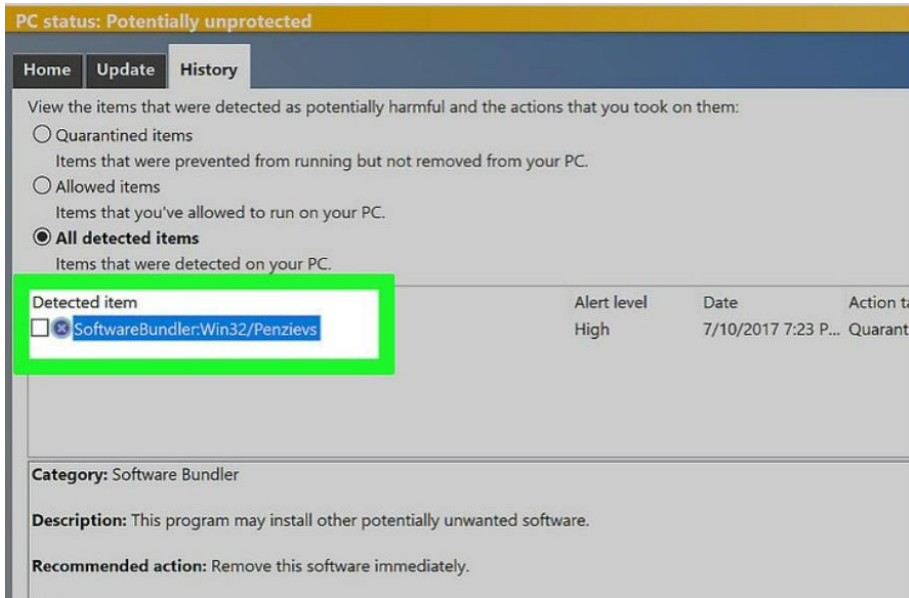 PC status: Potentially unprotected
Home Update History
View the items that were detected as potentially harmful and the actions that you took on them:
Quarantined items
Items that were prevented from running but not removed from your PC.
Allowed items
Items that you've allowed to run on your PC.
All detected items
Items that were detected on your PC.
Detected item Alert level Date Action ta
SoftwareBundler:Win32/Penzievs High 7/10/2017 7:23 P... Quarant
Category: Software Bundler
Description: This program may install other potentially unwanted software.
Recommended action: Remove this software immediately.